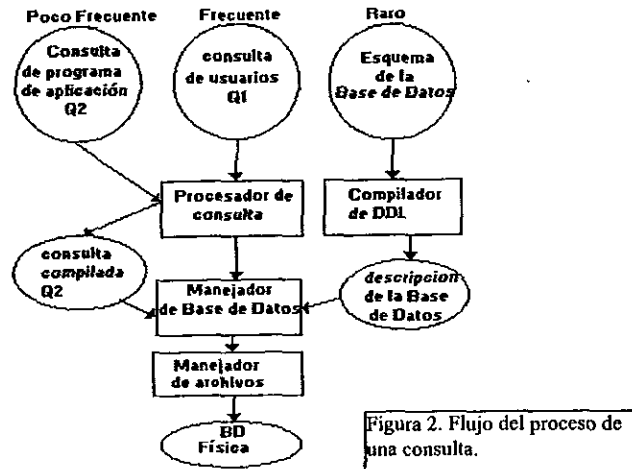 Poco Frecuente
Frecuente
Raro
Consulta
de programa
de aplicación
Q2
consulta
de usuarios
Q1
Esquema
de la
Base de Datos
Procesador de
consulta
Compilador
de DDL
consulta
compilada
Q2
Manejador
de Base de Datos
descripcion
de la Base
de Datos
Manejador
de archivos
BD
Física
Figura 2. Flujo del proceso de
una consulta.